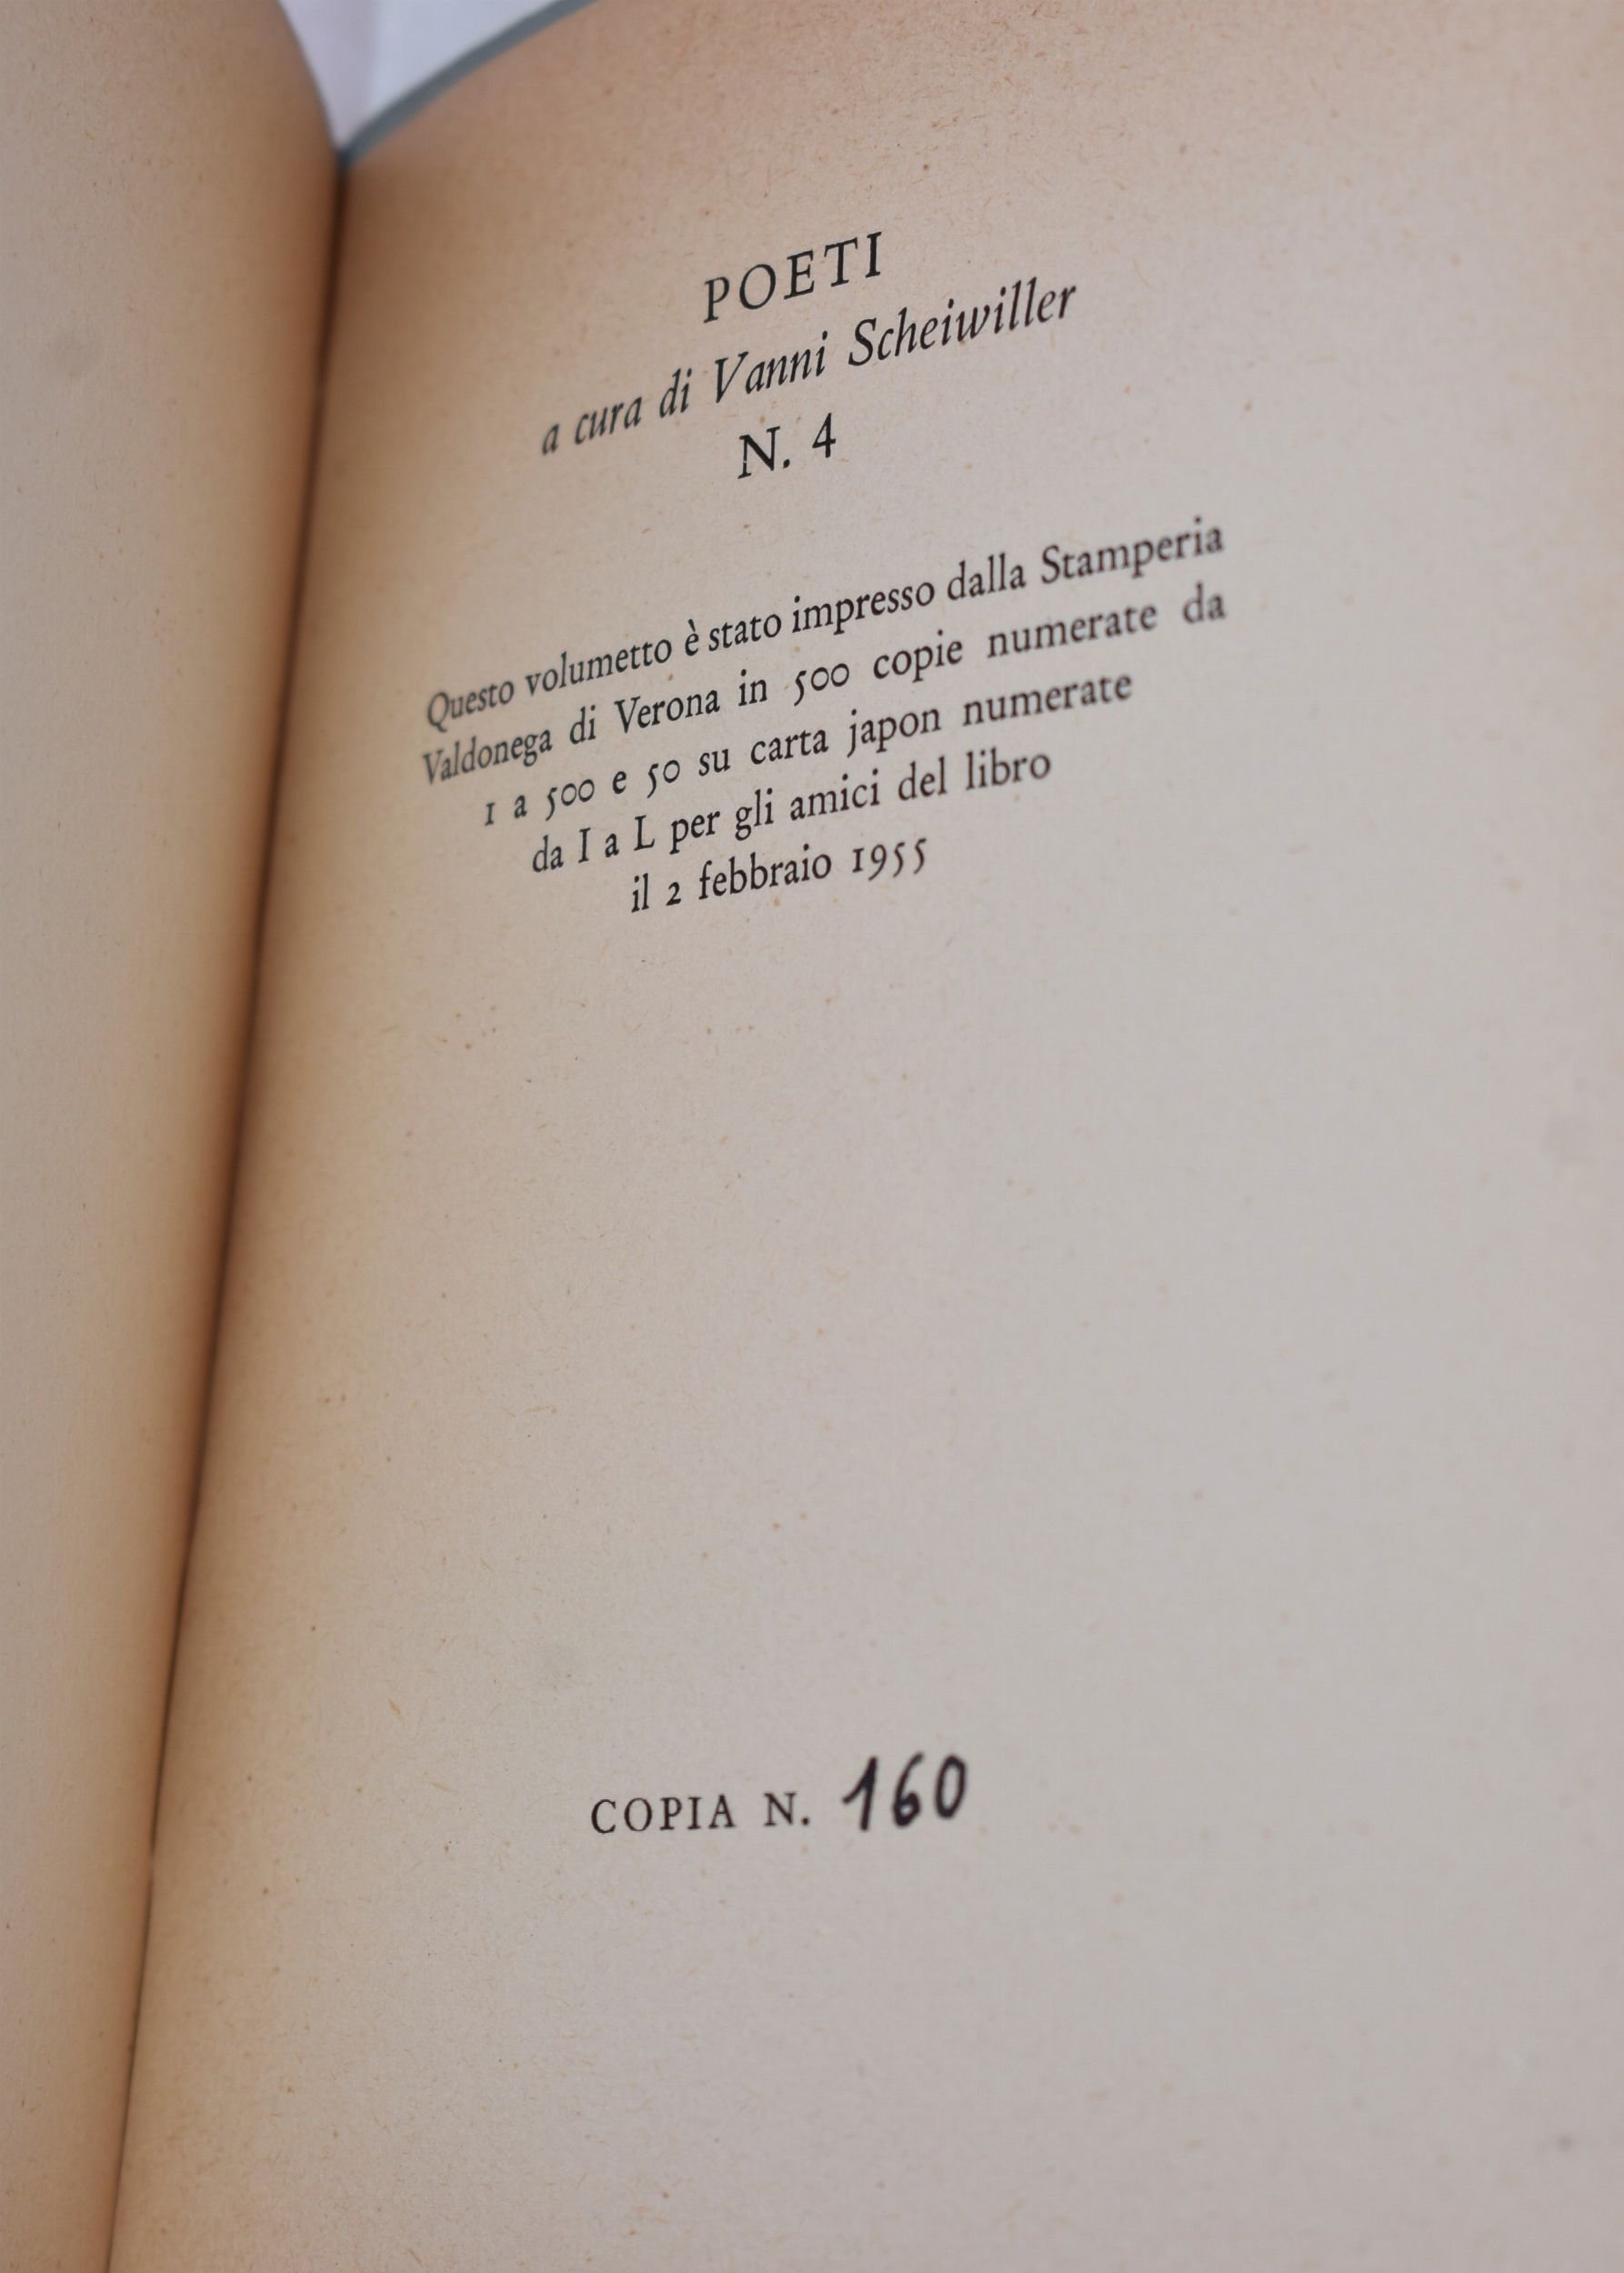 POETI
a cura di Vanni Scheiwiller
N. 4
Questo volumetto è stato impresso dalla Stamperia
Valdonega di Verona in 500 copie numerate da
1 a 500 e 50 su carta japon numerate
da I a L per gli amici del libro
il 2 febbraio 1955
COPIA N. 160